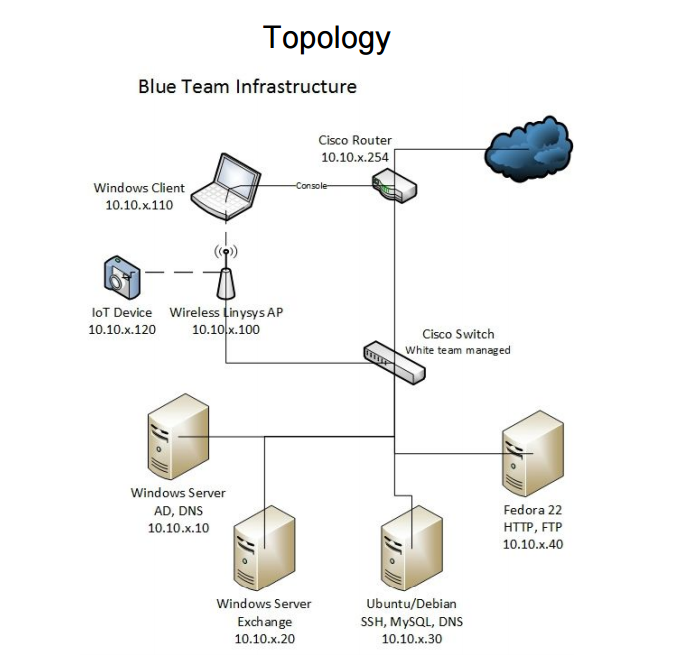 Topology
Blue Team Infrastructure
Cisco Router
10.10.x.254
Console
Windows Client
10.10.x.110
IoT Device
10.10.x.120
Wireless Linysys AP
10.10.x.100
Cisco Switch
White team managed
Windows Server
AD, DNS
10.10.x.10
Fedora 22
HTTP, FTP
10.10.x.40
Windows Server
Exchange
10.10.x.20
Ubuntu/Debian
SSH, MySQL, DNS
10.10.x.30